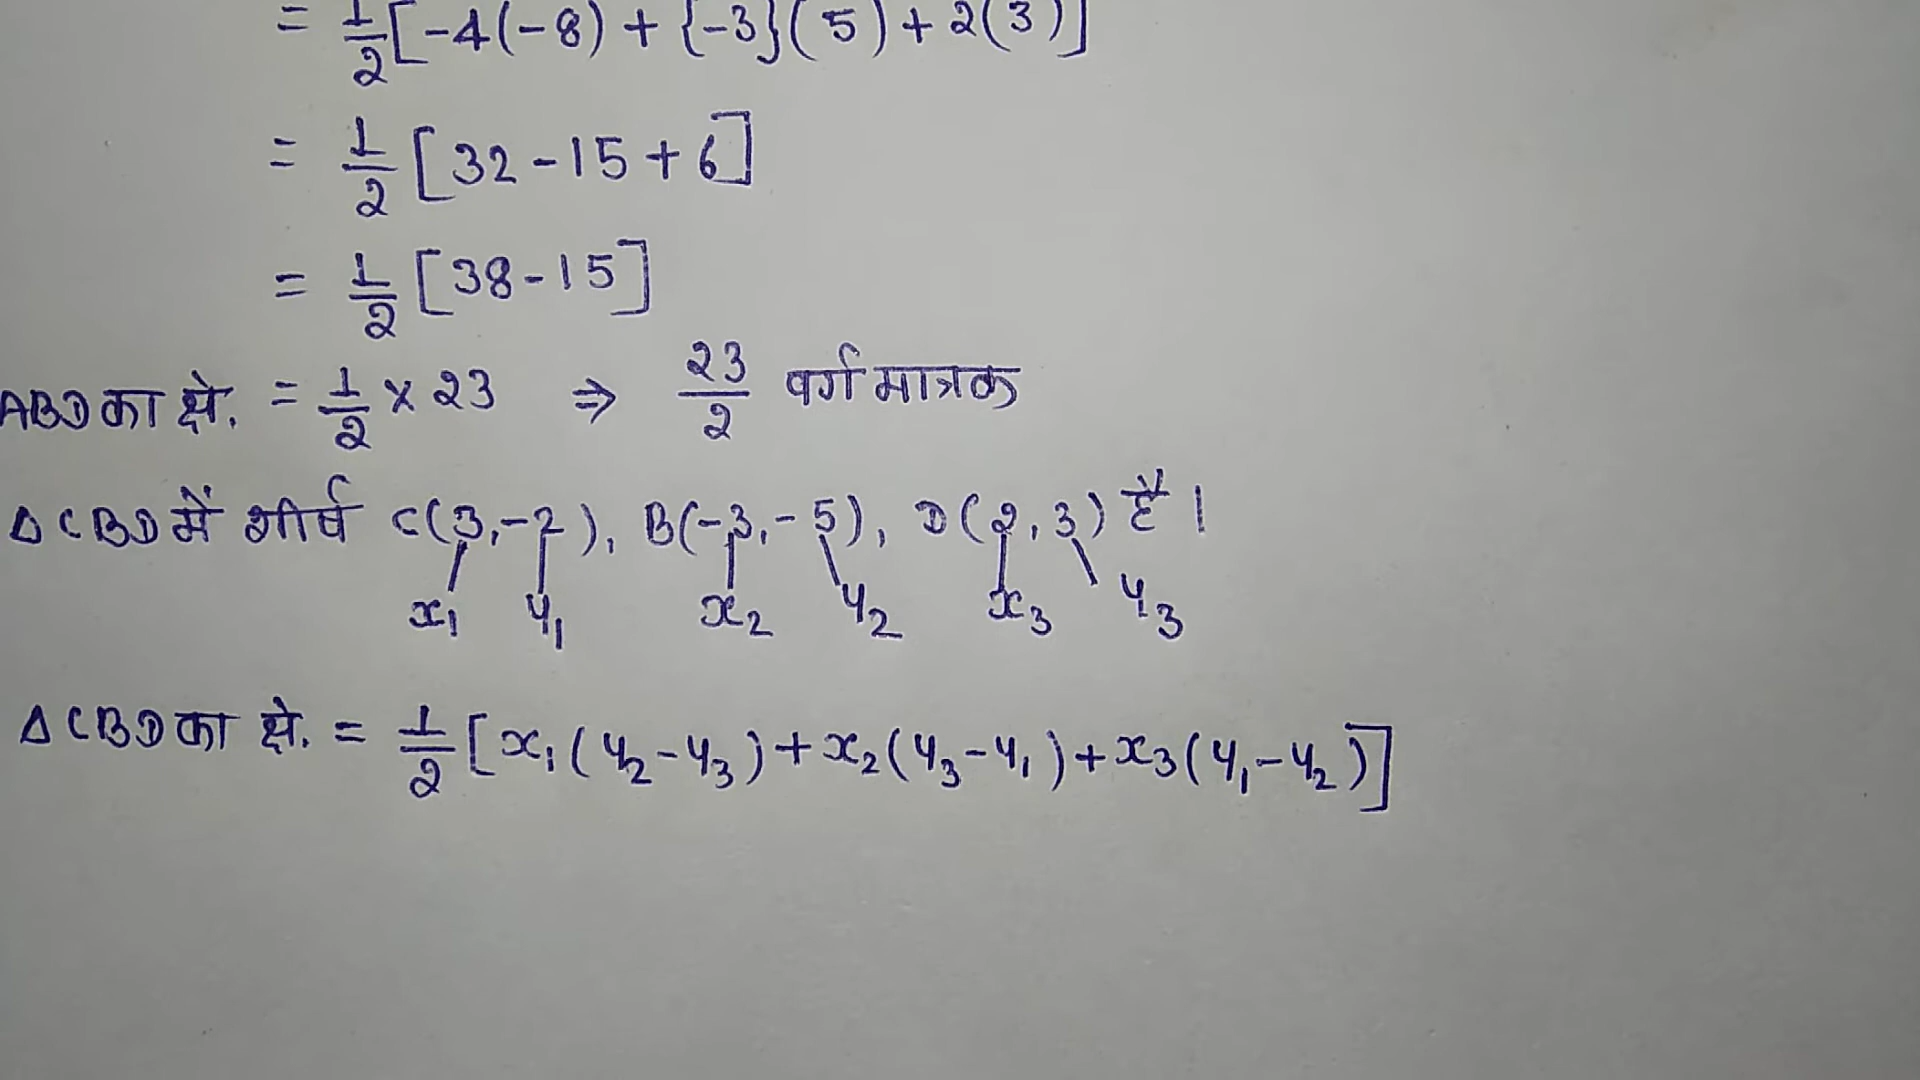 = 1/2 [-4(-8) + {-3}(5) + 2(3)]
= 1/2 [32 - 15 + 6]
= 1/2 [38 - 15]
ABD का क्षे. = 1/2 × 23 ⇒ 23/2 वर्ग मात्रक
Δ CBD में शीर्ष C(3,-2), B(-3,-5), D(2,3) हैं।
x₁ y₁ x₂ y₂ x₃ y₃
Δ CBD का क्षे. = 1/2 [x₁(y₂-y₃)+x₂(y₃-y₁)+x₃(y₁-y₂)]